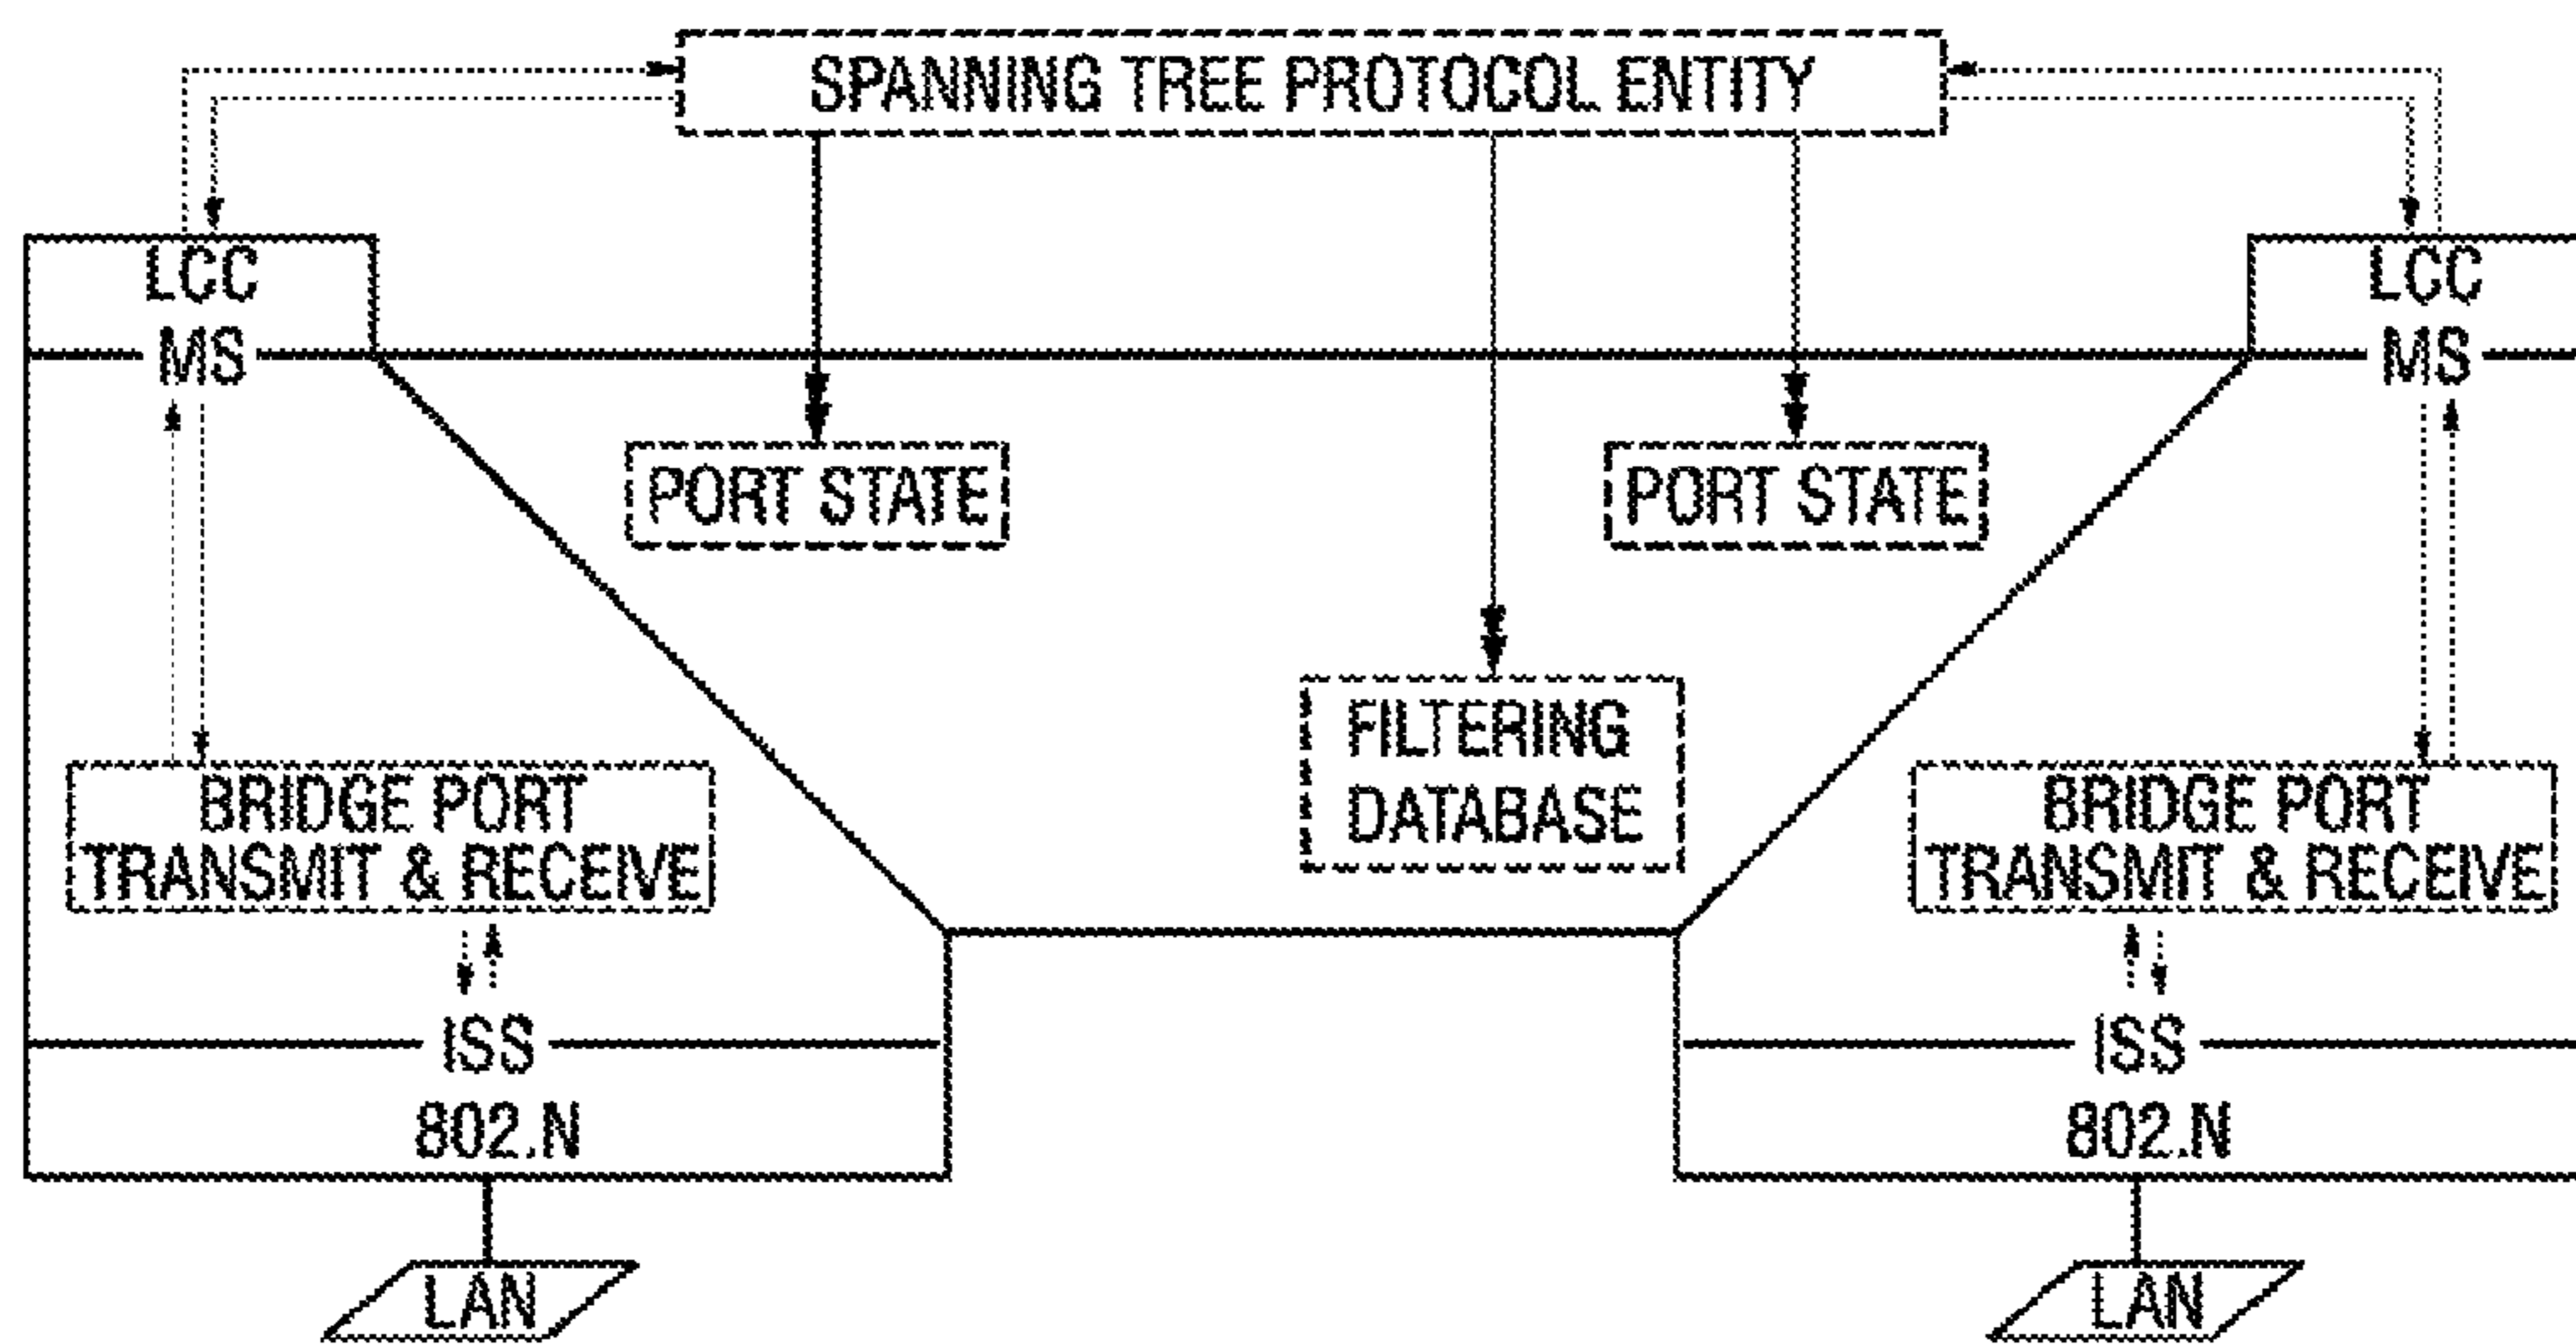 SPANNING TREE PROTOCOL ENTITY
LCC
LCC
MS
MS
PORT STATE
PORT STATE
FILTERING
DATABASE
BRIDGE PORT
TRANSMIT & RECEIVE
BRIDGE PORT
TRANSMIT & RECEIVE
ISS
ISS
802.N
802.N
LAN
LAN